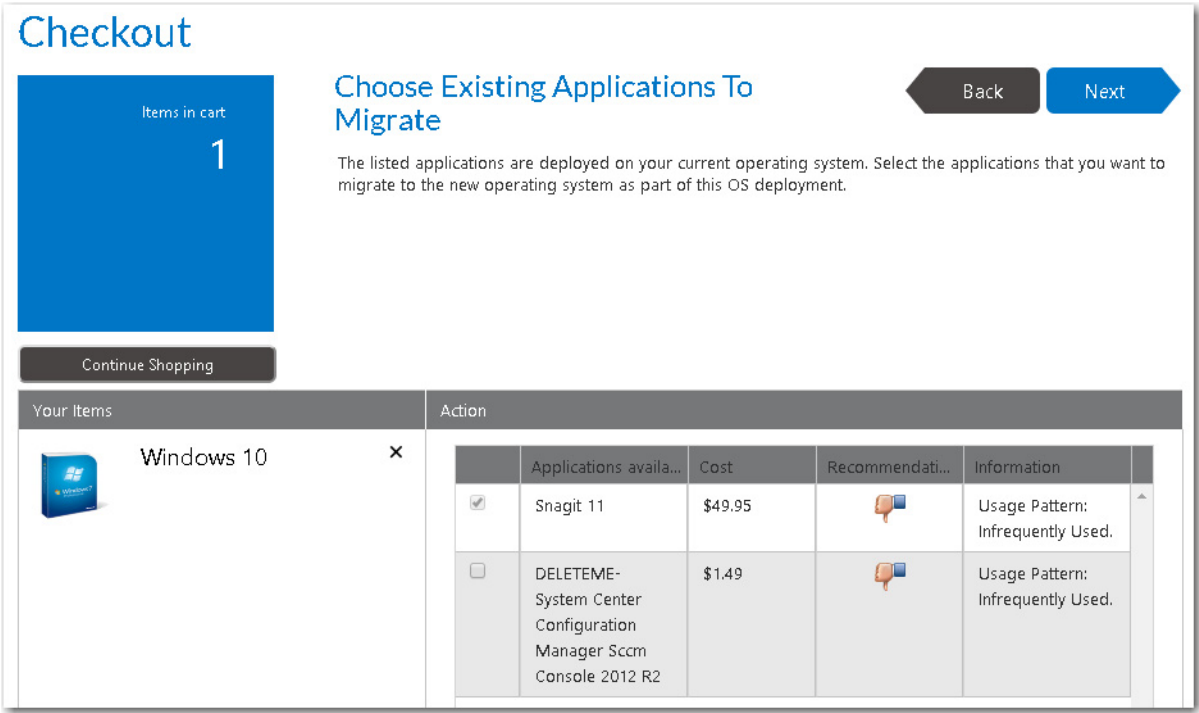 Checkout
Items in cart
1
Choose Existing Applications To
Migrate
Back
Next
The listed applications are deployed on your current operating system. Select the applications that you want to
migrate to the new operating system as part of this OS deployment.
Continue Shopping
Your Items
Action
Windows 10
Windows 7
Applications availa...
Cost
Recommendati...
Information
Snagit 11
$49.95
Usage Pattern:
Infrequently Used.
DELETEME-
System Center
Configuration
Manager Sccm
Console 2012 R2
$1.49
Usage Pattern:
Infrequently Used.